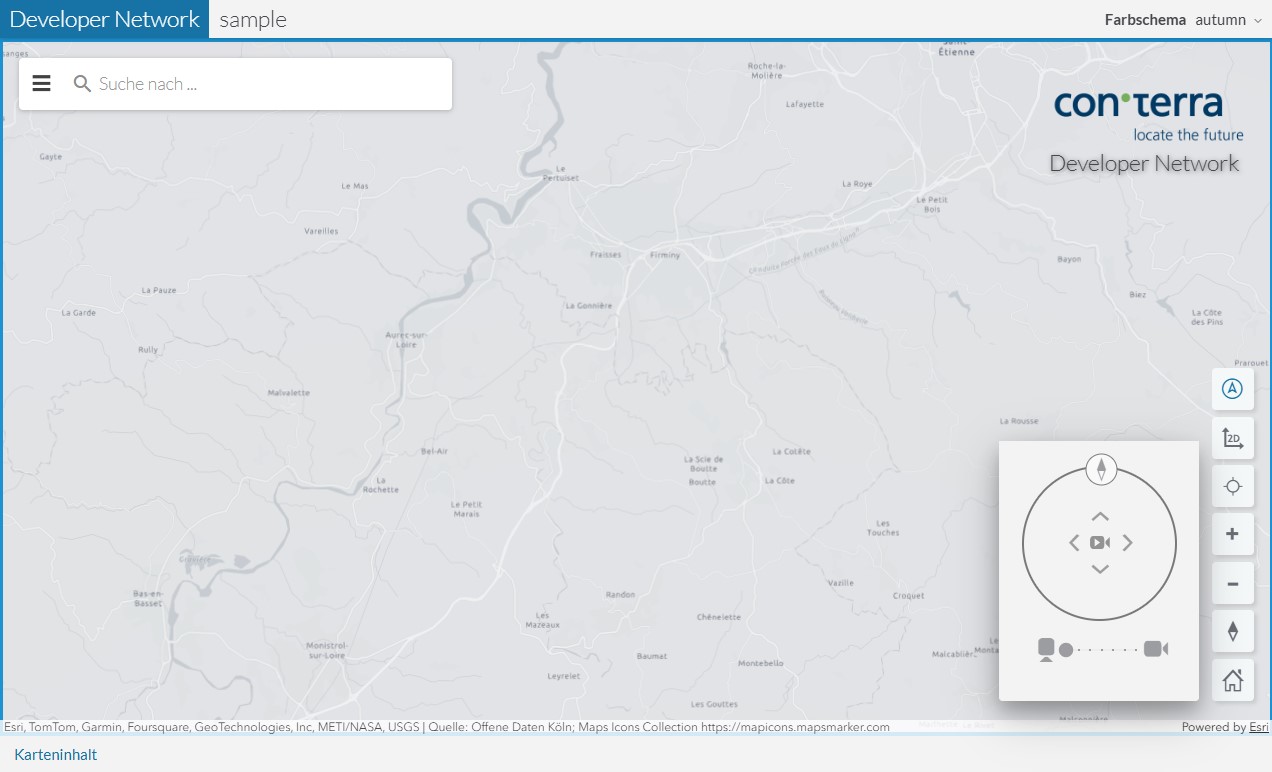 Developer Network
sample
Farbschema autumn
Suche nach ...
con terra
locate the future
Developer Network
Étienne
Roche-la-
Molière
Lafayette
Gayte
Le
Pertuiset
Le Mas
La Roye
Le Petit
Bois
Vareilles
Fraisses
Firminy
Bayon
La Pauze
Biez
La Garde
La Gonnière
La Côte
des Pins
Aurec-sur-
Loire
Rully
Malvalette
La Rousse
2D
Bel-Air
La Scie de
Boutte
Boutte
La Cotête
La Côte
La
Rochette
Le Petit
Marais
Les
Touches
Vazille
Croquet
Bas-en-
Basset
Randon
Les
Mazeaux
Chénelette
Monistrol-
sur-Loire
Baumat
Montebello
Leyrelet
Les Gouttes
Esri, TomTom, Garmin, Foursquare, GeoTechnologies, Inc, METI/NASA, USGS | Quelle: Offene Daten Köln; Maps Icons Collection https://mapicons.mapsmarker.com
Powered by Esri
Karteninhalt